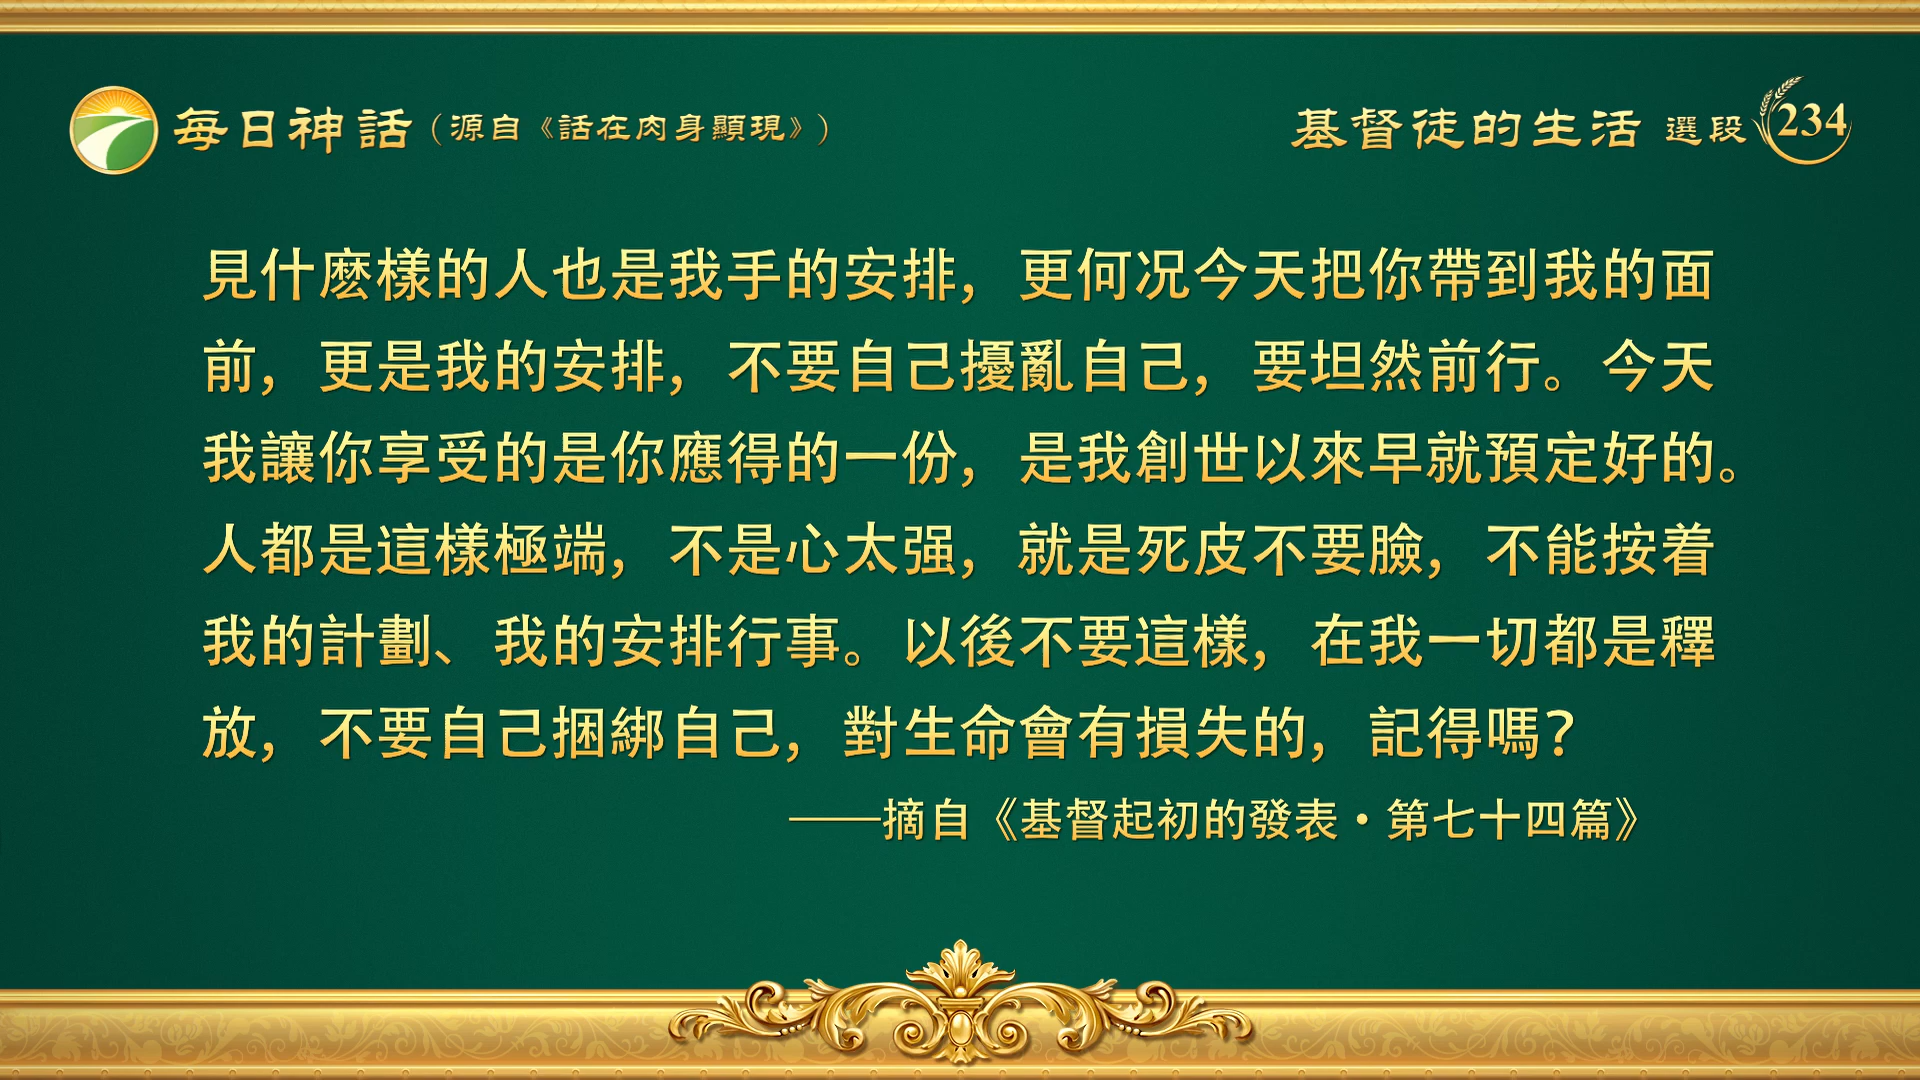 每日神話（源自《話在肉身顯現》）
基督徒的生活 選段 234
見什麽樣的人也是我手的安排，更何况今天把你帶到我的面
前，更是我的安排，不要自己擾亂自己，要坦然前行。今天
我讓你享受的是你應得的一份，是我創世以來早就預定好的。
人都是這樣極端，不是心太强，就是死皮不要臉，不能按着
我的計劃、我的安排行事。以後不要這樣，在我一切都是釋
放，不要自己捆綁自己，對生命會有損失的，記得嗎？
——摘自《基督起初的發表・第七十四篇》